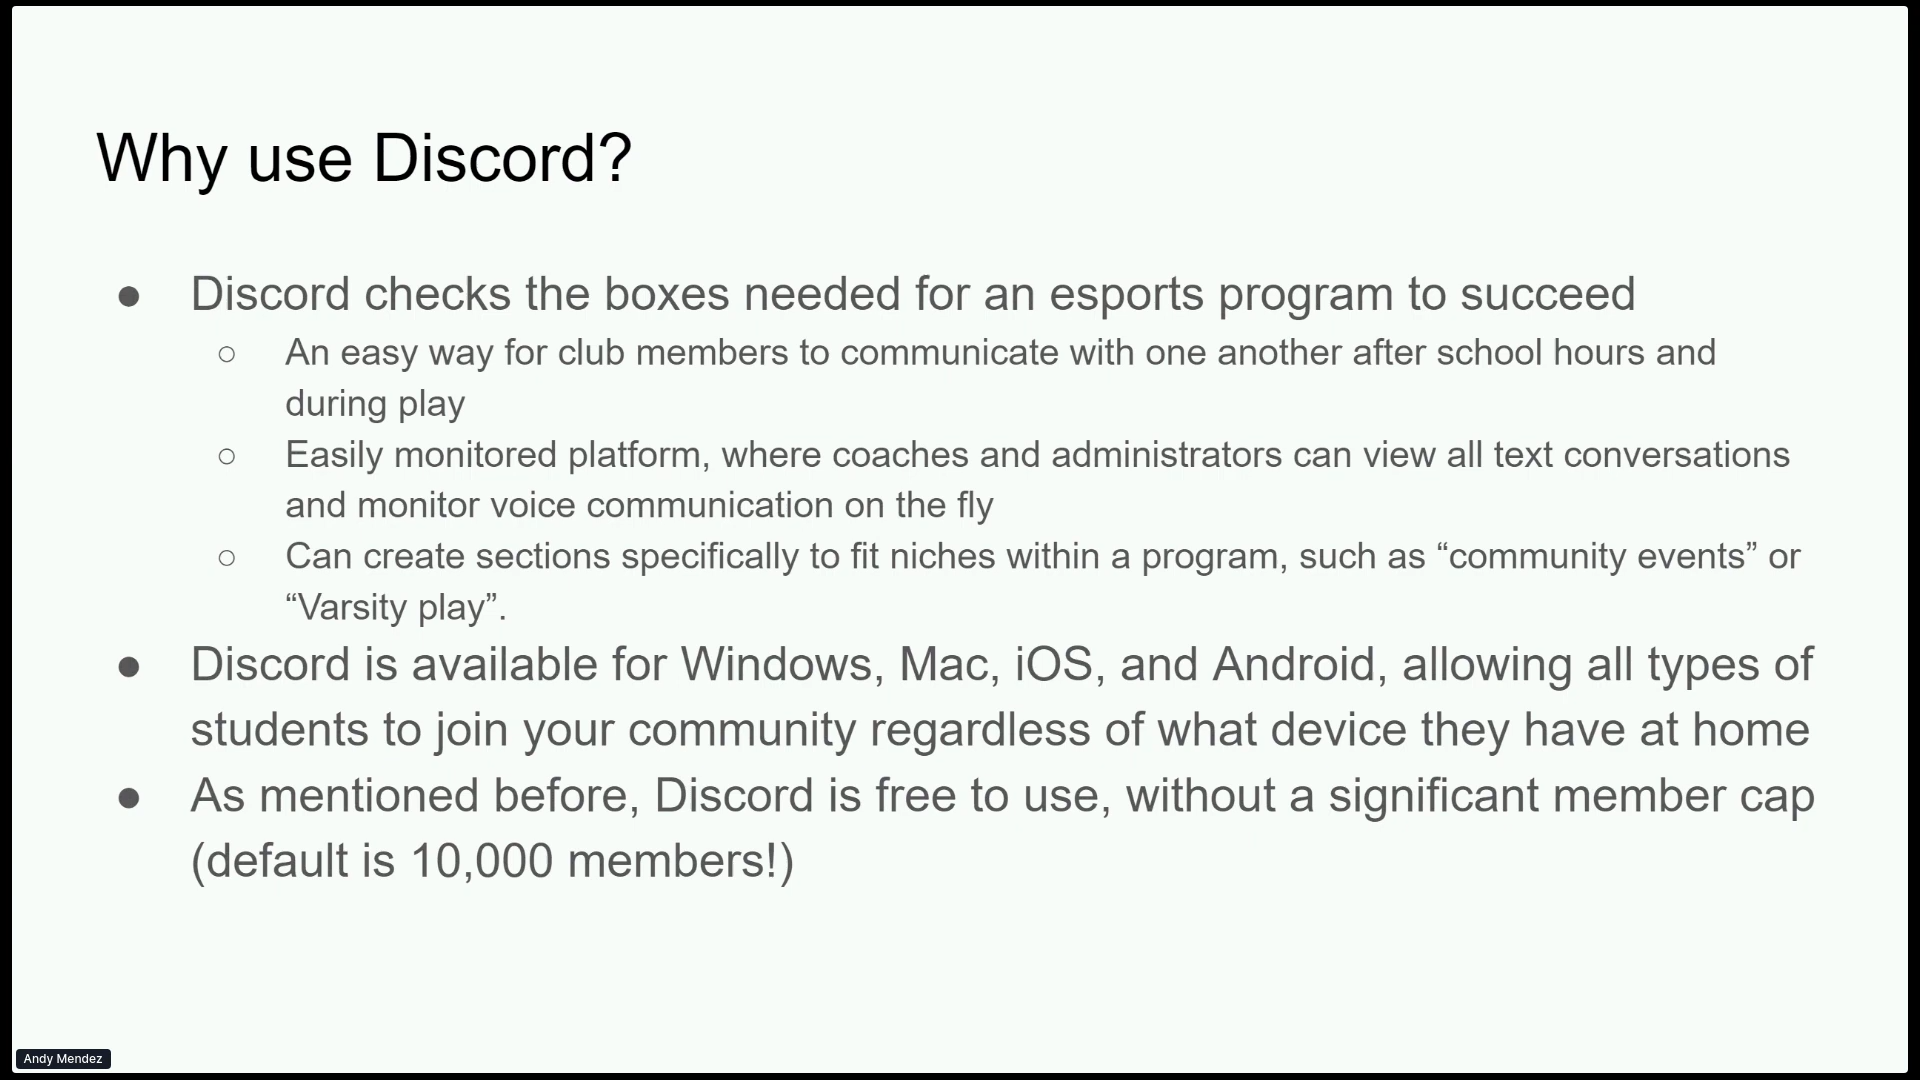 Why use Discord?
● Discord checks the boxes needed for an esports program to succeed
○ An easy way for club members to communicate with one another after school hours and
during play
○ Easily monitored platform, where coaches and administrators can view all text conversations
and monitor voice communication on the fly
○ Can create sections specifically to fit niches within a program, such as “community events” or
“Varsity play”.
● Discord is available for Windows, Mac, iOS, and Android, allowing all types of
students to join your community regardless of what device they have at home
● As mentioned before, Discord is free to use, without a significant member cap
(default is 10,000 members!)
Andy Mendez